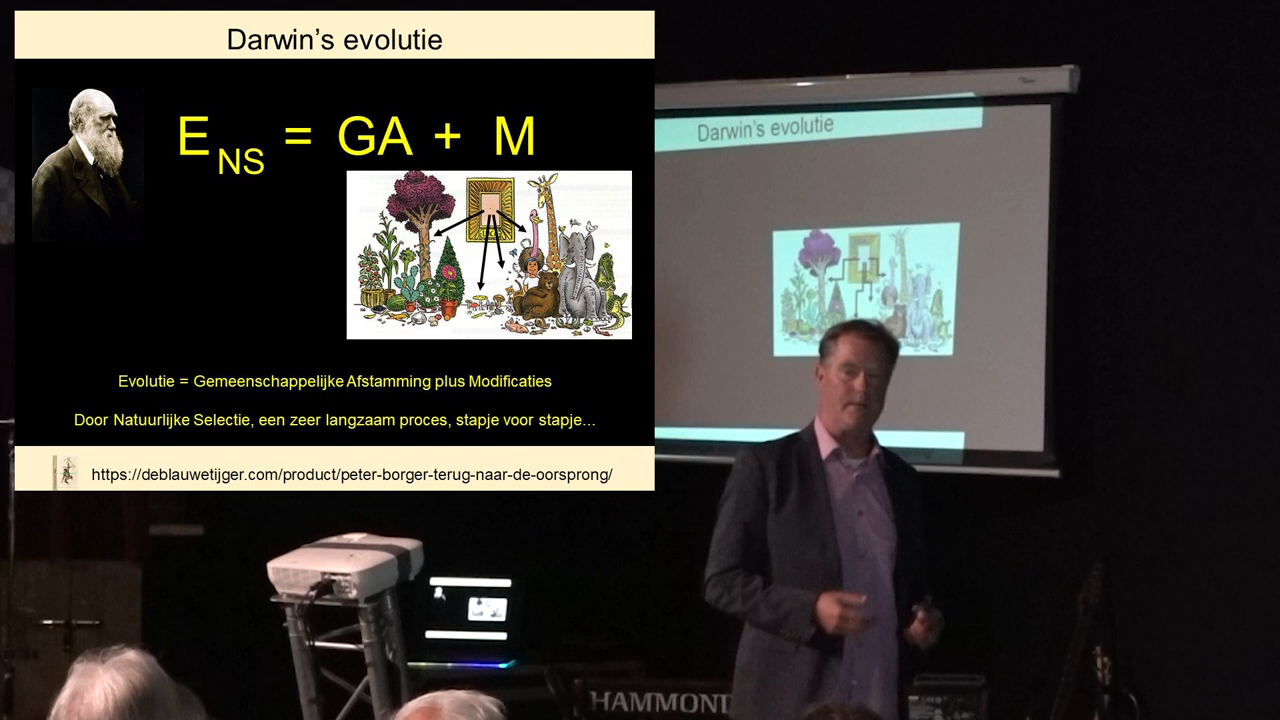 Darwin’s evolutie
E NS = GA + M
Evolutie = Gemeenschappelijke Afstamming plus Modificaties
Door Natuurlijke Selectie, een zeer langzaam proces, stapje voor stapje...
https://deblauwetijger.com/product/peter-borger-terug-naar-de-oorsprong/
Darwin’s evolutie
HAMMOND